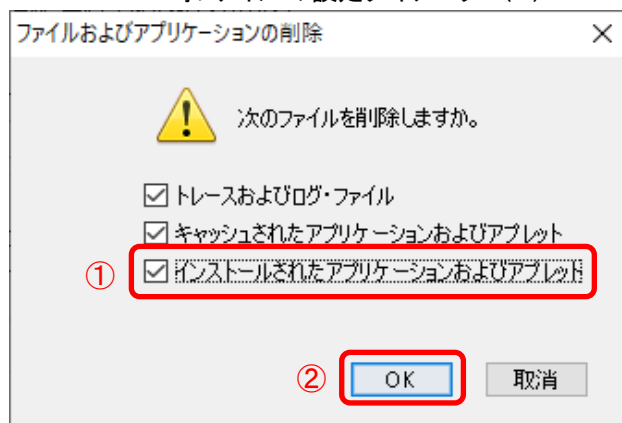 ファイルおよびアプリケーションの削除
次のファイルを削除しますか。
トレースおよびログ・ファイル
キャッシュされたアプリケーションおよびアプレット
① インストールされたアプリケーションおよびアプレット
② OK 取消